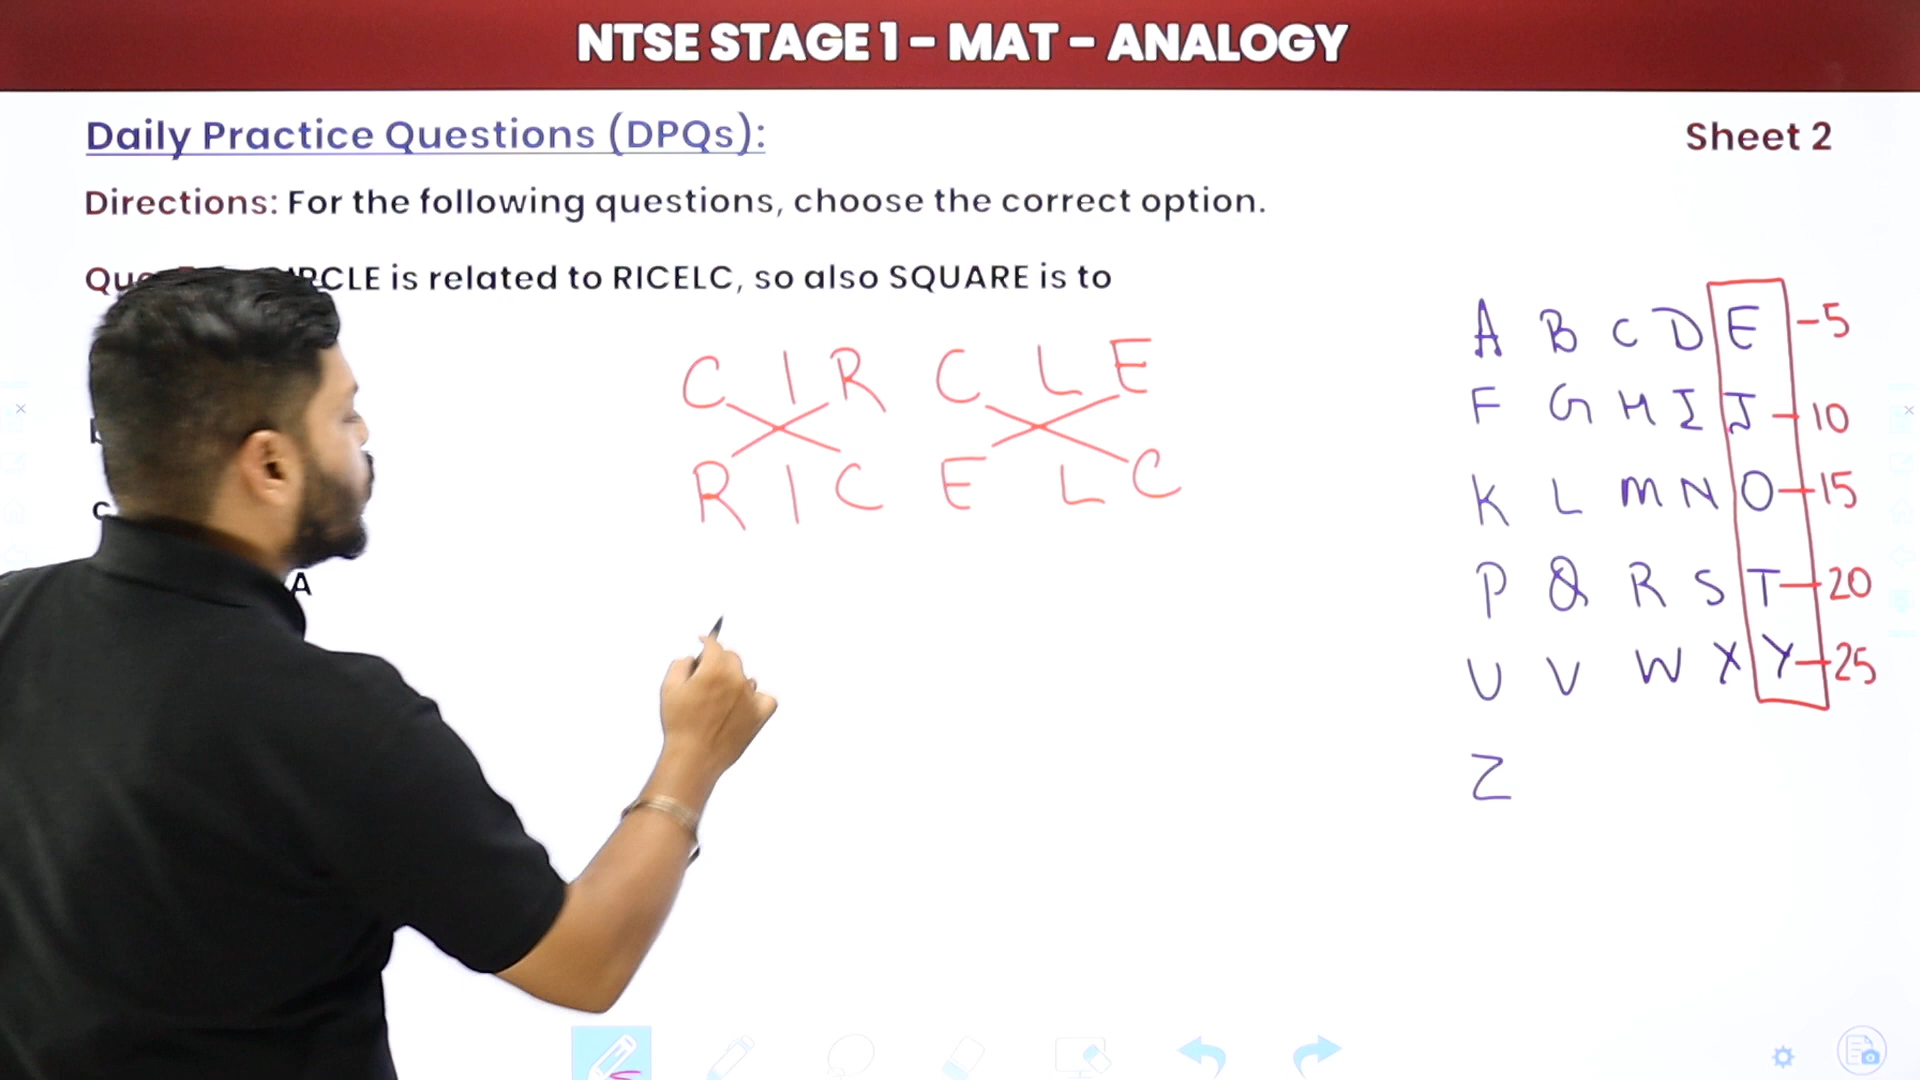 NTSE STAGE 1 - MAT - ANALOGY
Daily Practice Questions (DPQs):
Sheet 2
Directions: For the following questions, choose the correct option.
RCLE is related to RICELC, so also SQUARE is to
C I R C L E
R I C E L C
A
A B C D E -5
F G H I J - 10
K L M N O - 15
P Q R S T - 20
U V W X Y - 25
Z